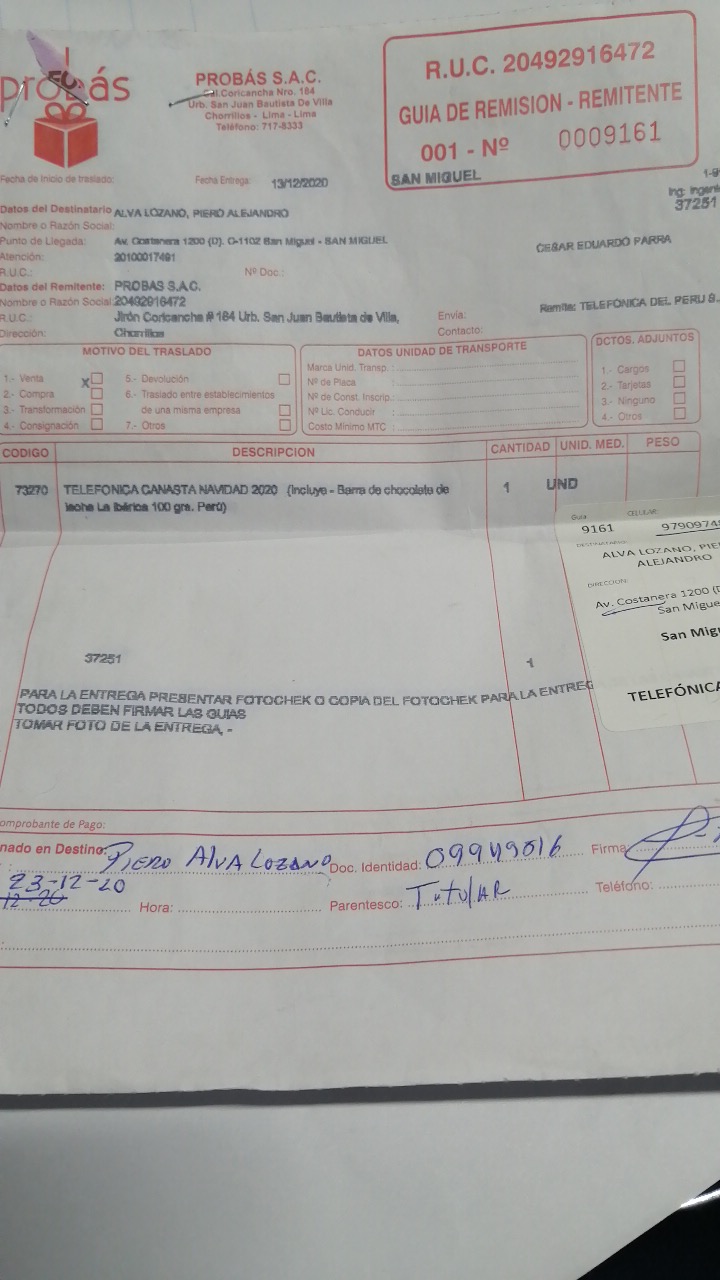 probás
PROBÁS S.A.C.
Cal.Coricancha Nro. 184
Urb. San Juan Bautista De Villa
Chorrillos - Lima - Lima
Teléfono: 717-8333
R.U.C. 20492916472
GUIA DE REMISION - REMITENTE
001 - Nº 0009161
SAN MIGUEL
Fecha de Inicio de traslado:
Fecha Entrega: 13/12/2020
37251
Datos del Destinatario ALVA LOZANO, PIERO ALEJANDRO
Nombre o Razón Social:
Punto de Llegada: Av. Costanera 1200 (D). C-1102 San Miguel - SAN MIGUEL
CESAR EDUARDO PARRA
Atención: 20100017491
R.U.C.: Nº Doc.:
Datos del Remitente: PROBAS S.A.C.
Nombre o Razón Social: 20492916472
Remite: TELEFONICA DEL PERU S.
R.U.C.: Jirón Coricancha # 184 Urb. San Juan Bautista de Villa, Envía:
Dirección: Chorrillos Contacto:
MOTIVO DEL TRASLADO
1.- Venta X
2.- Compra
3.- Transformación
4.- Consignación
5.- Devolución
6.- Traslado entre establecimientos
de una misma empresa
7.- Otros
DATOS UNIDAD DE TRANSPORTE
Marca Unid. Transp. :
Nº de Placa :
Nº de Const. Inscrip. :
Nº Lic. Conducir :
Costo Mínimo MTC :
DCTOS. ADJUNTOS
1.- Cargos
2.- Tarjetas
3.- Ninguno
4.- Otros
CODIGO DESCRIPCION CANTIDAD UNID. MED. PESO
73270 TELEFONICA CANASTA NAVIDAD 2020 (Incluye - Barra de chocolate de 1 UND
leche La Ibérica 100 grs. Perú)
Guia CELULAR
9161 9790974
DESTINATARIO
ALVA LOZANO, PIE
ALEJANDRO
DIRECCION:
Av. Costanera 1200 (D
San Migue
San Mig
TELEFÓNICA
37251 1
PARA LA ENTREGA PRESENTAR FOTOCHEK O COPIA DEL FOTOCHEK PARA LA ENTREG
TODOS DEBEN FIRMAR LAS GUIAS
TOMAR FOTO DE LA ENTREGA, -
omprobante de Pago:
nado en Destino: PIERO ALVA LOZANO Doc. Identidad: 09949016 Firma
23-12-20
12-20 Hora: Parentesco: TITULAR Teléfono: